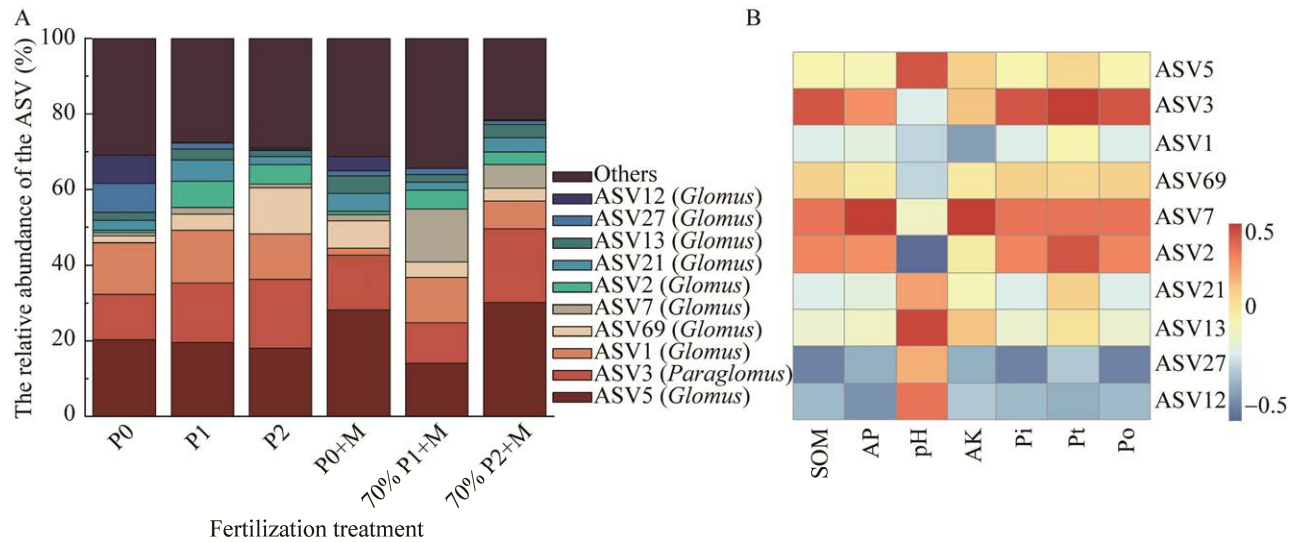 A
The relative abundance of the ASV (%)
100
80
60
40
20
0
P0
P1
P2
P0+M
70% P1+M
70% P2+M
Fertilization treatment
Others
ASV12 (Glomus)
ASV27 (Glomus)
ASV13 (Glomus)
ASV21 (Glomus)
ASV2 (Glomus)
ASV7 (Glomus)
ASV69 (Glomus)
ASV1 (Glomus)
ASV3 (Paraglomus)
ASV5 (Glomus)
B
ASV5
ASV3
ASV1
ASV69
ASV7
ASV2
ASV21
ASV13
ASV27
ASV12
SOM
AP
pH
AK
Pi
Pt
Po
0.5
0
–0.5